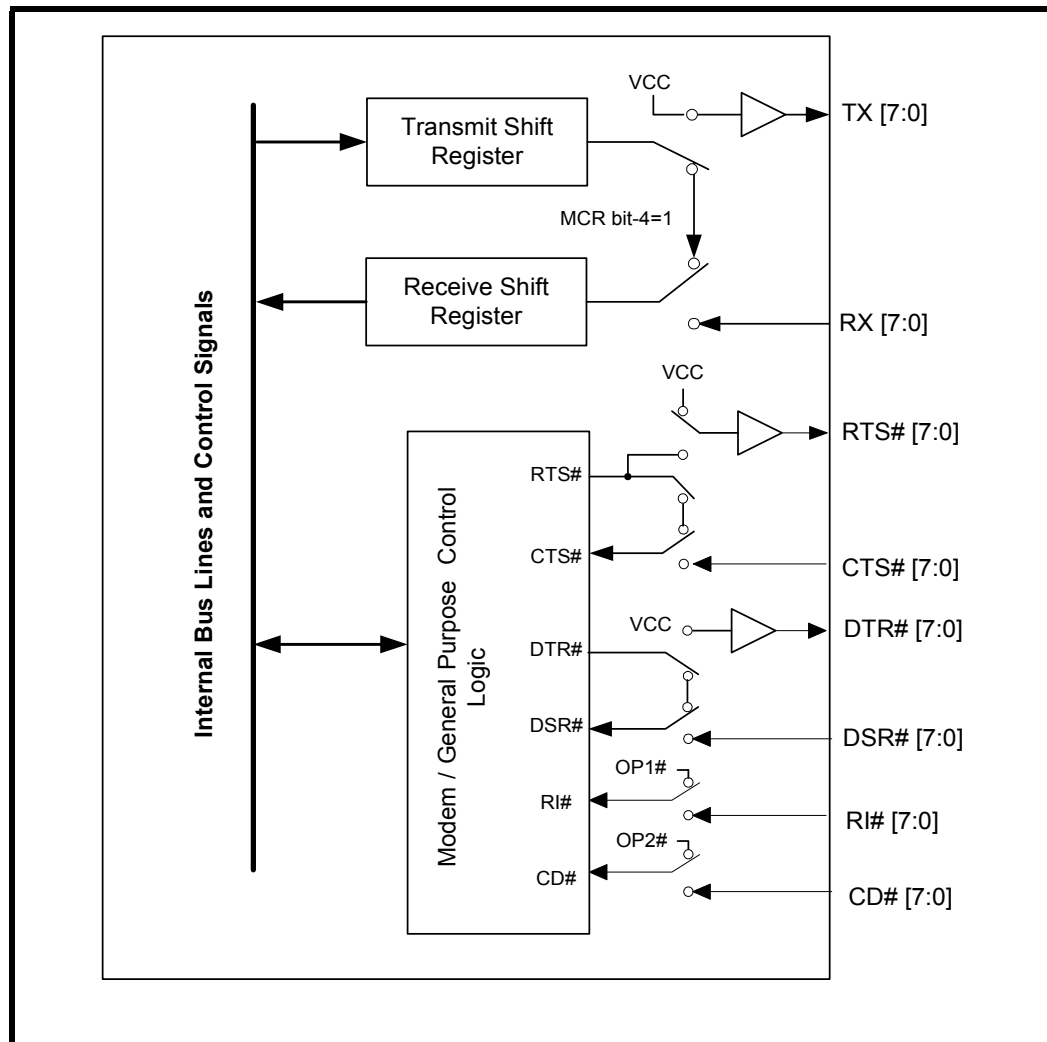 VCC
TX [7:0]
Transmit Shift
Register
MCR bit-4=1
Receive Shift
Register
RX [7:0]
Internal Bus Lines and Control Signals
VCC
RTS# [7:0]
Modem / General Purpose Control
Logic
RTS#
CTS#
CTS# [7:0]
VCC
DTR# [7:0]
DTR#
DSR#
DSR# [7:0]
OP1#
RI#
RI# [7:0]
OP2#
CD#
CD# [7:0]